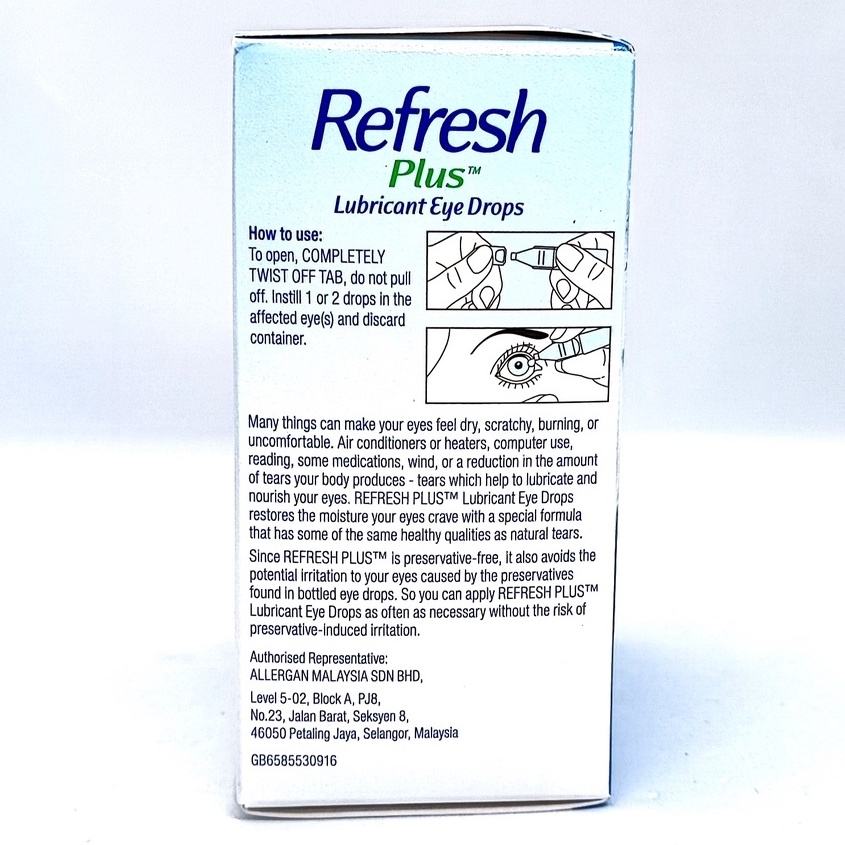 Refresh
Plus™
Lubricant Eye Drops
How to use:
To open, COMPLETELY
TWIST OFF TAB, do not pull
off. Instill 1 or 2 drops in the
affected eye(s) and discard
container.
Many things can make your eyes feel dry, scratchy, burning, or
uncomfortable. Air conditioners or heaters, computer use,
reading, some medications, wind, or a reduction in the amount
of tears your body produces - tears which help to lubricate and
nourish your eyes. REFRESH PLUS™ Lubricant Eye Drops
restores the moisture your eyes crave with a special formula
that has some of the same healthy qualities as natural tears.
Since REFRESH PLUS™ is preservative-free, it also avoids the
potential irritation to your eyes caused by the preservatives
found in bottled eye drops. So you can apply REFRESH PLUS™
Lubricant Eye Drops as often as necessary without the risk of
preservative-induced irritation.
Authorised Representative:
ALLERGAN MALAYSIA SDN BHD,
Level 5-02, Block A, PJ8,
No.23, Jalan Barat, Seksyen 8,
46050 Petaling Jaya, Selangor, Malaysia
GB6585530916